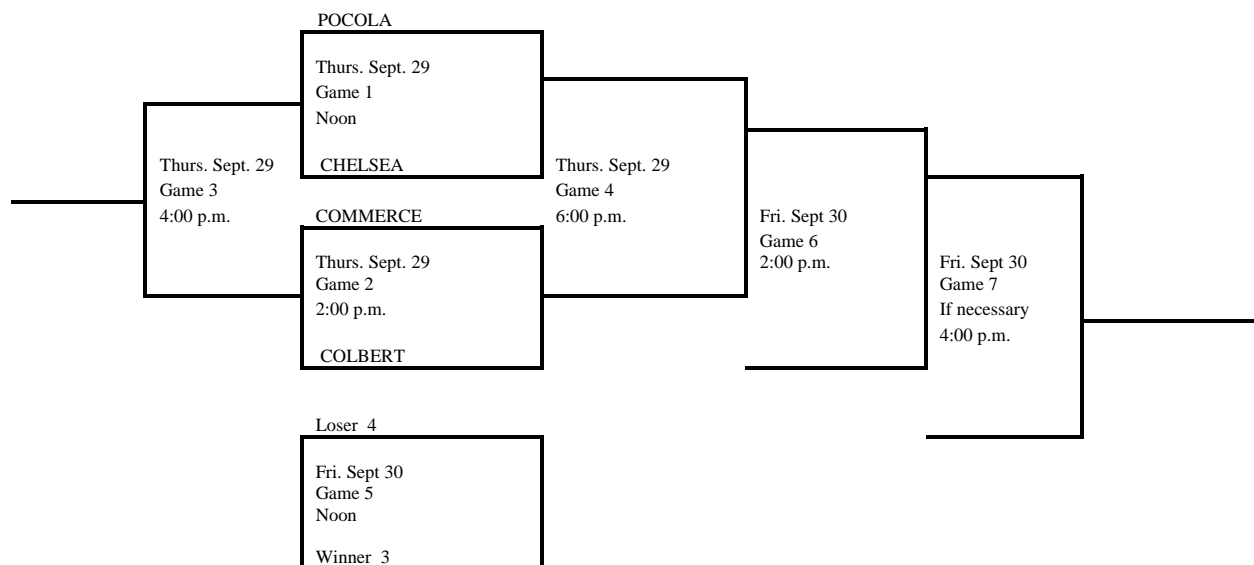 POCOLA
Thurs. Sept. 29
Game 1
Noon
CHELSEA
Thurs. Sept. 29
Game 3
4:00 p.m.
Thurs. Sept. 29
Game 4
6:00 p.m.
COMMERCE
Thurs. Sept. 29
Game 2
2:00 p.m.
COLBERT
Fri. Sept 30
Game 6
2:00 p.m.
Fri. Sept 30
Game 7
If necessary
4:00 p.m.
Loser 4
Fri. Sept 30
Game 5
Noon
Winner 3